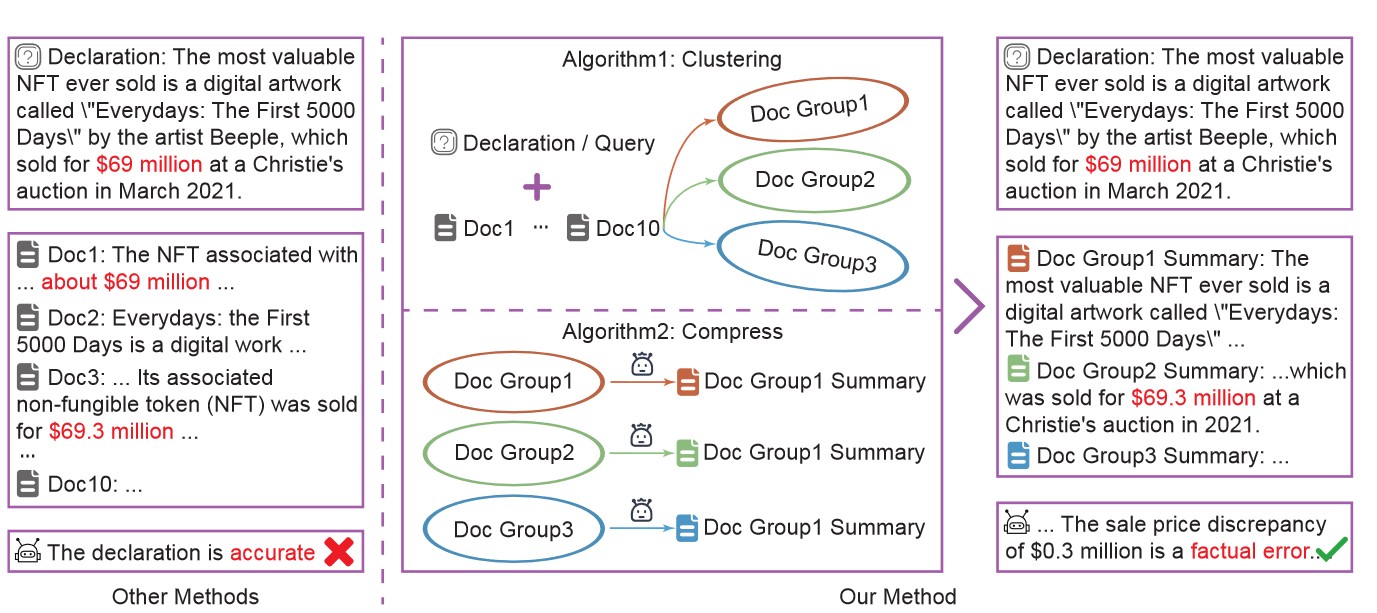 Declaration: The most valuable
NFT ever sold is a digital artwork
called \"Everydays: The First 5000
Days\" by the artist Beeple, which
sold for $69 million at a Christie's
auction in March 2021.
Doc1: The NFT associated with
... about $69 million ...
Doc2: Everydays: the First
5000 Days is a digital work ...
Doc3: ... Its associated
non-fungible token (NFT) was sold
for $69.3 million ...
...
Doc10: ...
The declaration is accurate
Other Methods
Algorithm1: Clustering
Declaration / Query
+
Doc1 ... Doc10
Doc Group1
Doc Group2
Doc Group3
Algorithm2: Compress
Doc Group1 Doc Group1 Summary
Doc Group2 Doc Group1 Summary
Doc Group3 Doc Group1 Summary
Declaration: The most valuable
NFT ever sold is a digital artwork
called \"Everydays: The First 5000
Days\" by the artist Beeple, which
sold for $69 million at a Christie's
auction in March 2021.
Doc Group1 Summary: The
most valuable NFT ever sold is a
digital artwork called \"Everydays:
The First 5000 Days\" ...
Doc Group2 Summary: ...which
was sold for $69.3 million at a
Christie's auction in 2021.
Doc Group3 Summary: ...
... The sale price discrepancy
of $0.3 million is a factual error..
Our Method